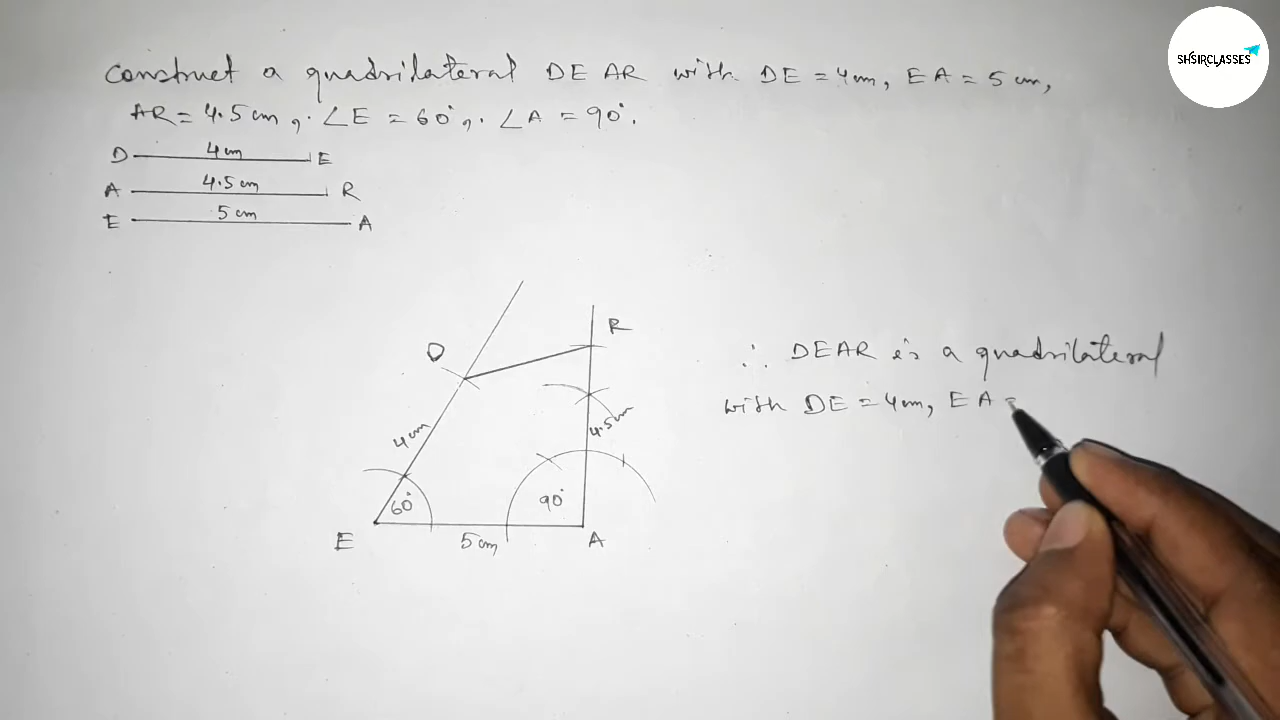 SHSIRCLASSES
Construct a quadrilateral DEAR with DE = 4cm, EA = 5cm,
AR = 4.5cm, ∠E = 60°, ∠A = 90°.
D 4cm E
A 4.5cm R
E 5cm A
R
D
4cm
4.5cm
60°
90°
E 5cm A
∴ DEAR is a quadrilateral
with DE = 4cm, EA =